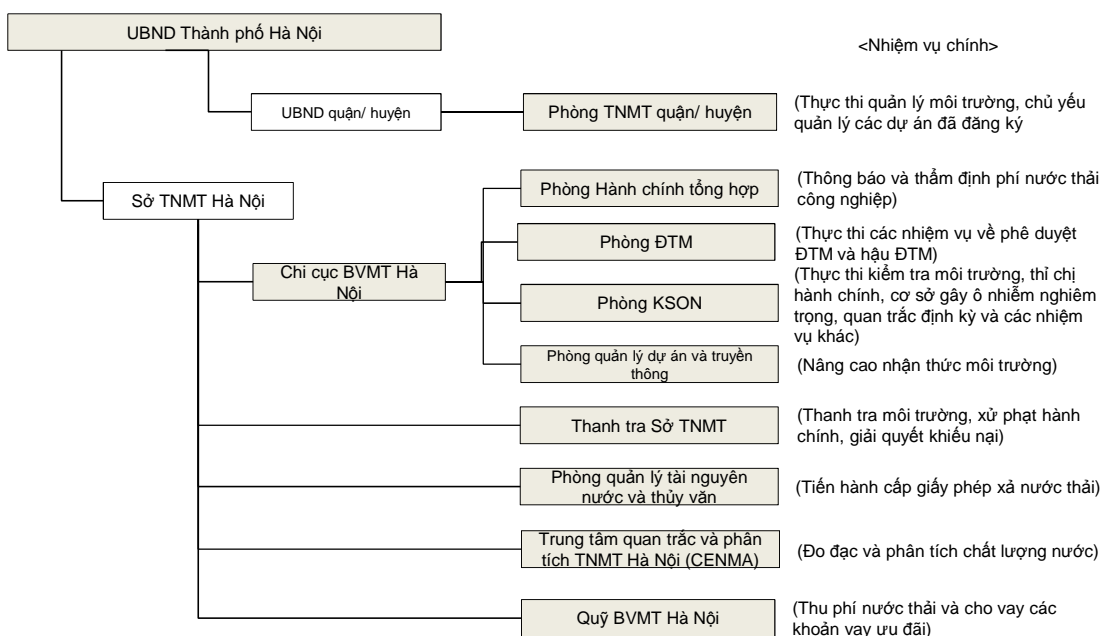 UBND Thành phố Hà Nội
<Nhiệm vụ chính>
UBND quận/ huyện
Phòng TNMT quận/ huyện
(Thực thi quản lý môi trường, chủ yếu
quản lý các dự án đã đăng ký
Sở TNMT Hà Nội
Phòng Hành chính tổng hợp
(Thông báo và thẩm định phí nước thải
công nghiệp)
Phòng ĐTM
(Thực thi các nhiệm vụ về phê duyệt
ĐTM và hậu ĐTM)
Chi cục BVMT Hà
Nội
Phòng KSON
(Thực thi kiểm tra môi trường, thỉ chị
hành chính, cơ sở gây ô nhiễm nghiêm
trọng, quan trắc định kỳ và các nhiệm
vụ khác)
Phòng quản lý dự án và truyền
thông
(Nâng cao nhận thức môi trường)
Thanh tra Sở TNMT
(Thanh tra môi trường, xử phạt hành
chính, giải quyết khiếu nại)
Phòng quản lý tài nguyên
nước và thủy văn
(Tiến hành cấp giấy phép xả nước thải)
Trung tâm quan trắc và phân
tích TNMT Hà Nội (CENMA)
(Đo đạc và phân tích chất lượng nước)
Quỹ BVMT Hà Nội
(Thu phí nước thải và cho vay các
khoản vay ưu đãi)